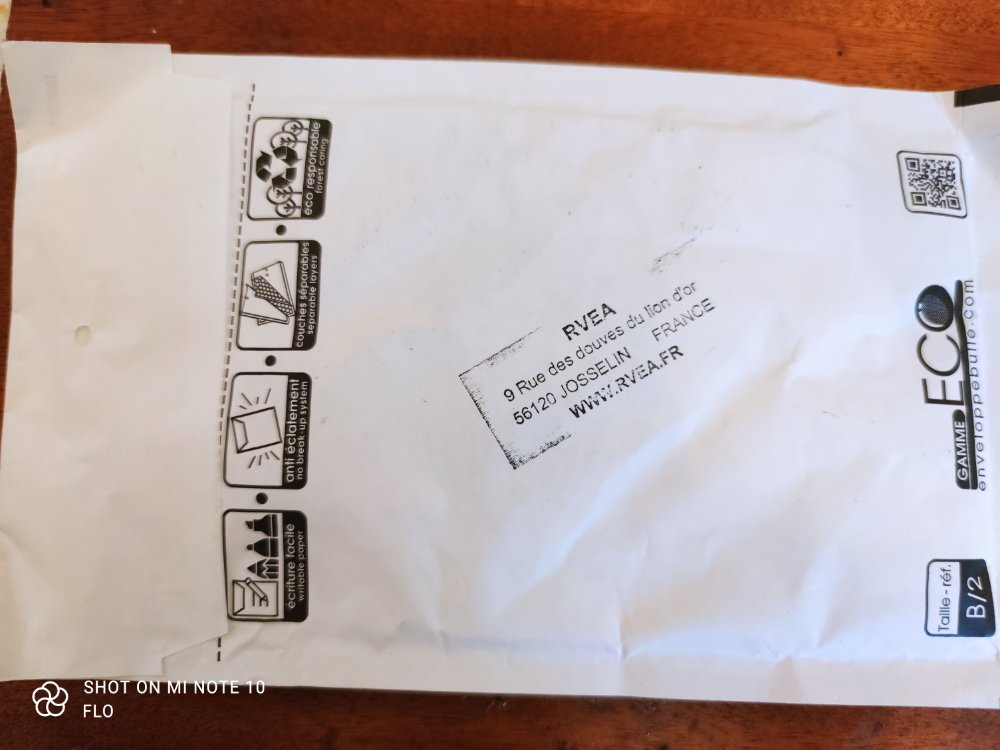 eco responsable
forest caring
couches séparables
separable layers
anti éclatement
no break-up system
écriture facile
writable paper
RVEA
9 Rue des douves du lion d'or
56120 JOSSELIN FRANCE
WWW.RVEA.FR
GAMME ECO
enveloppebulle.com
Taille - réf.
B/2
SHOT ON MI NOTE 10
FLO